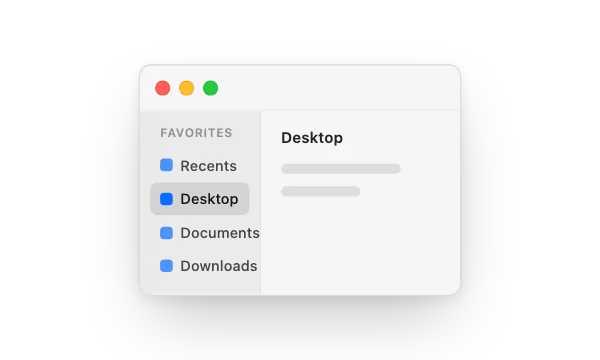 FAVORITES
Recents
Desktop
Documents
Downloads
Desktop